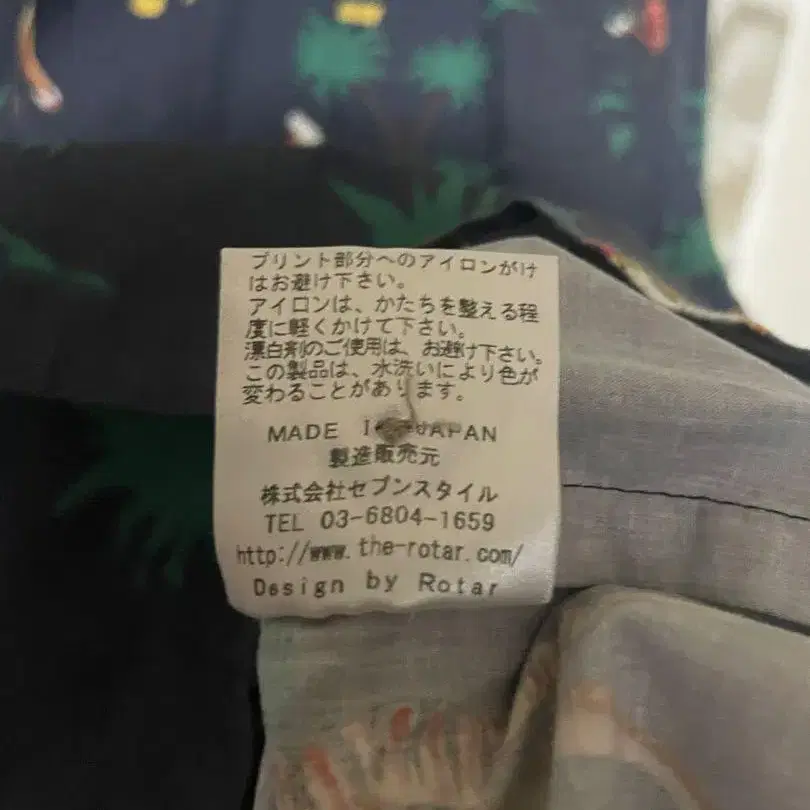 プリント部分へのアイロンがけ
はお避け下さい。
アイロンは、かたちを整える程
度に軽くかけて下さい。
漂白剤のご使用は、お避け下さい。
この製品は、水洗いにより色が
変わることがあります。
MADE IN JAPAN
製造販売元
株式会社セブンスタイル
TEL 03-6804-1659
http://www.the-rotar.com/
Design by Rotar